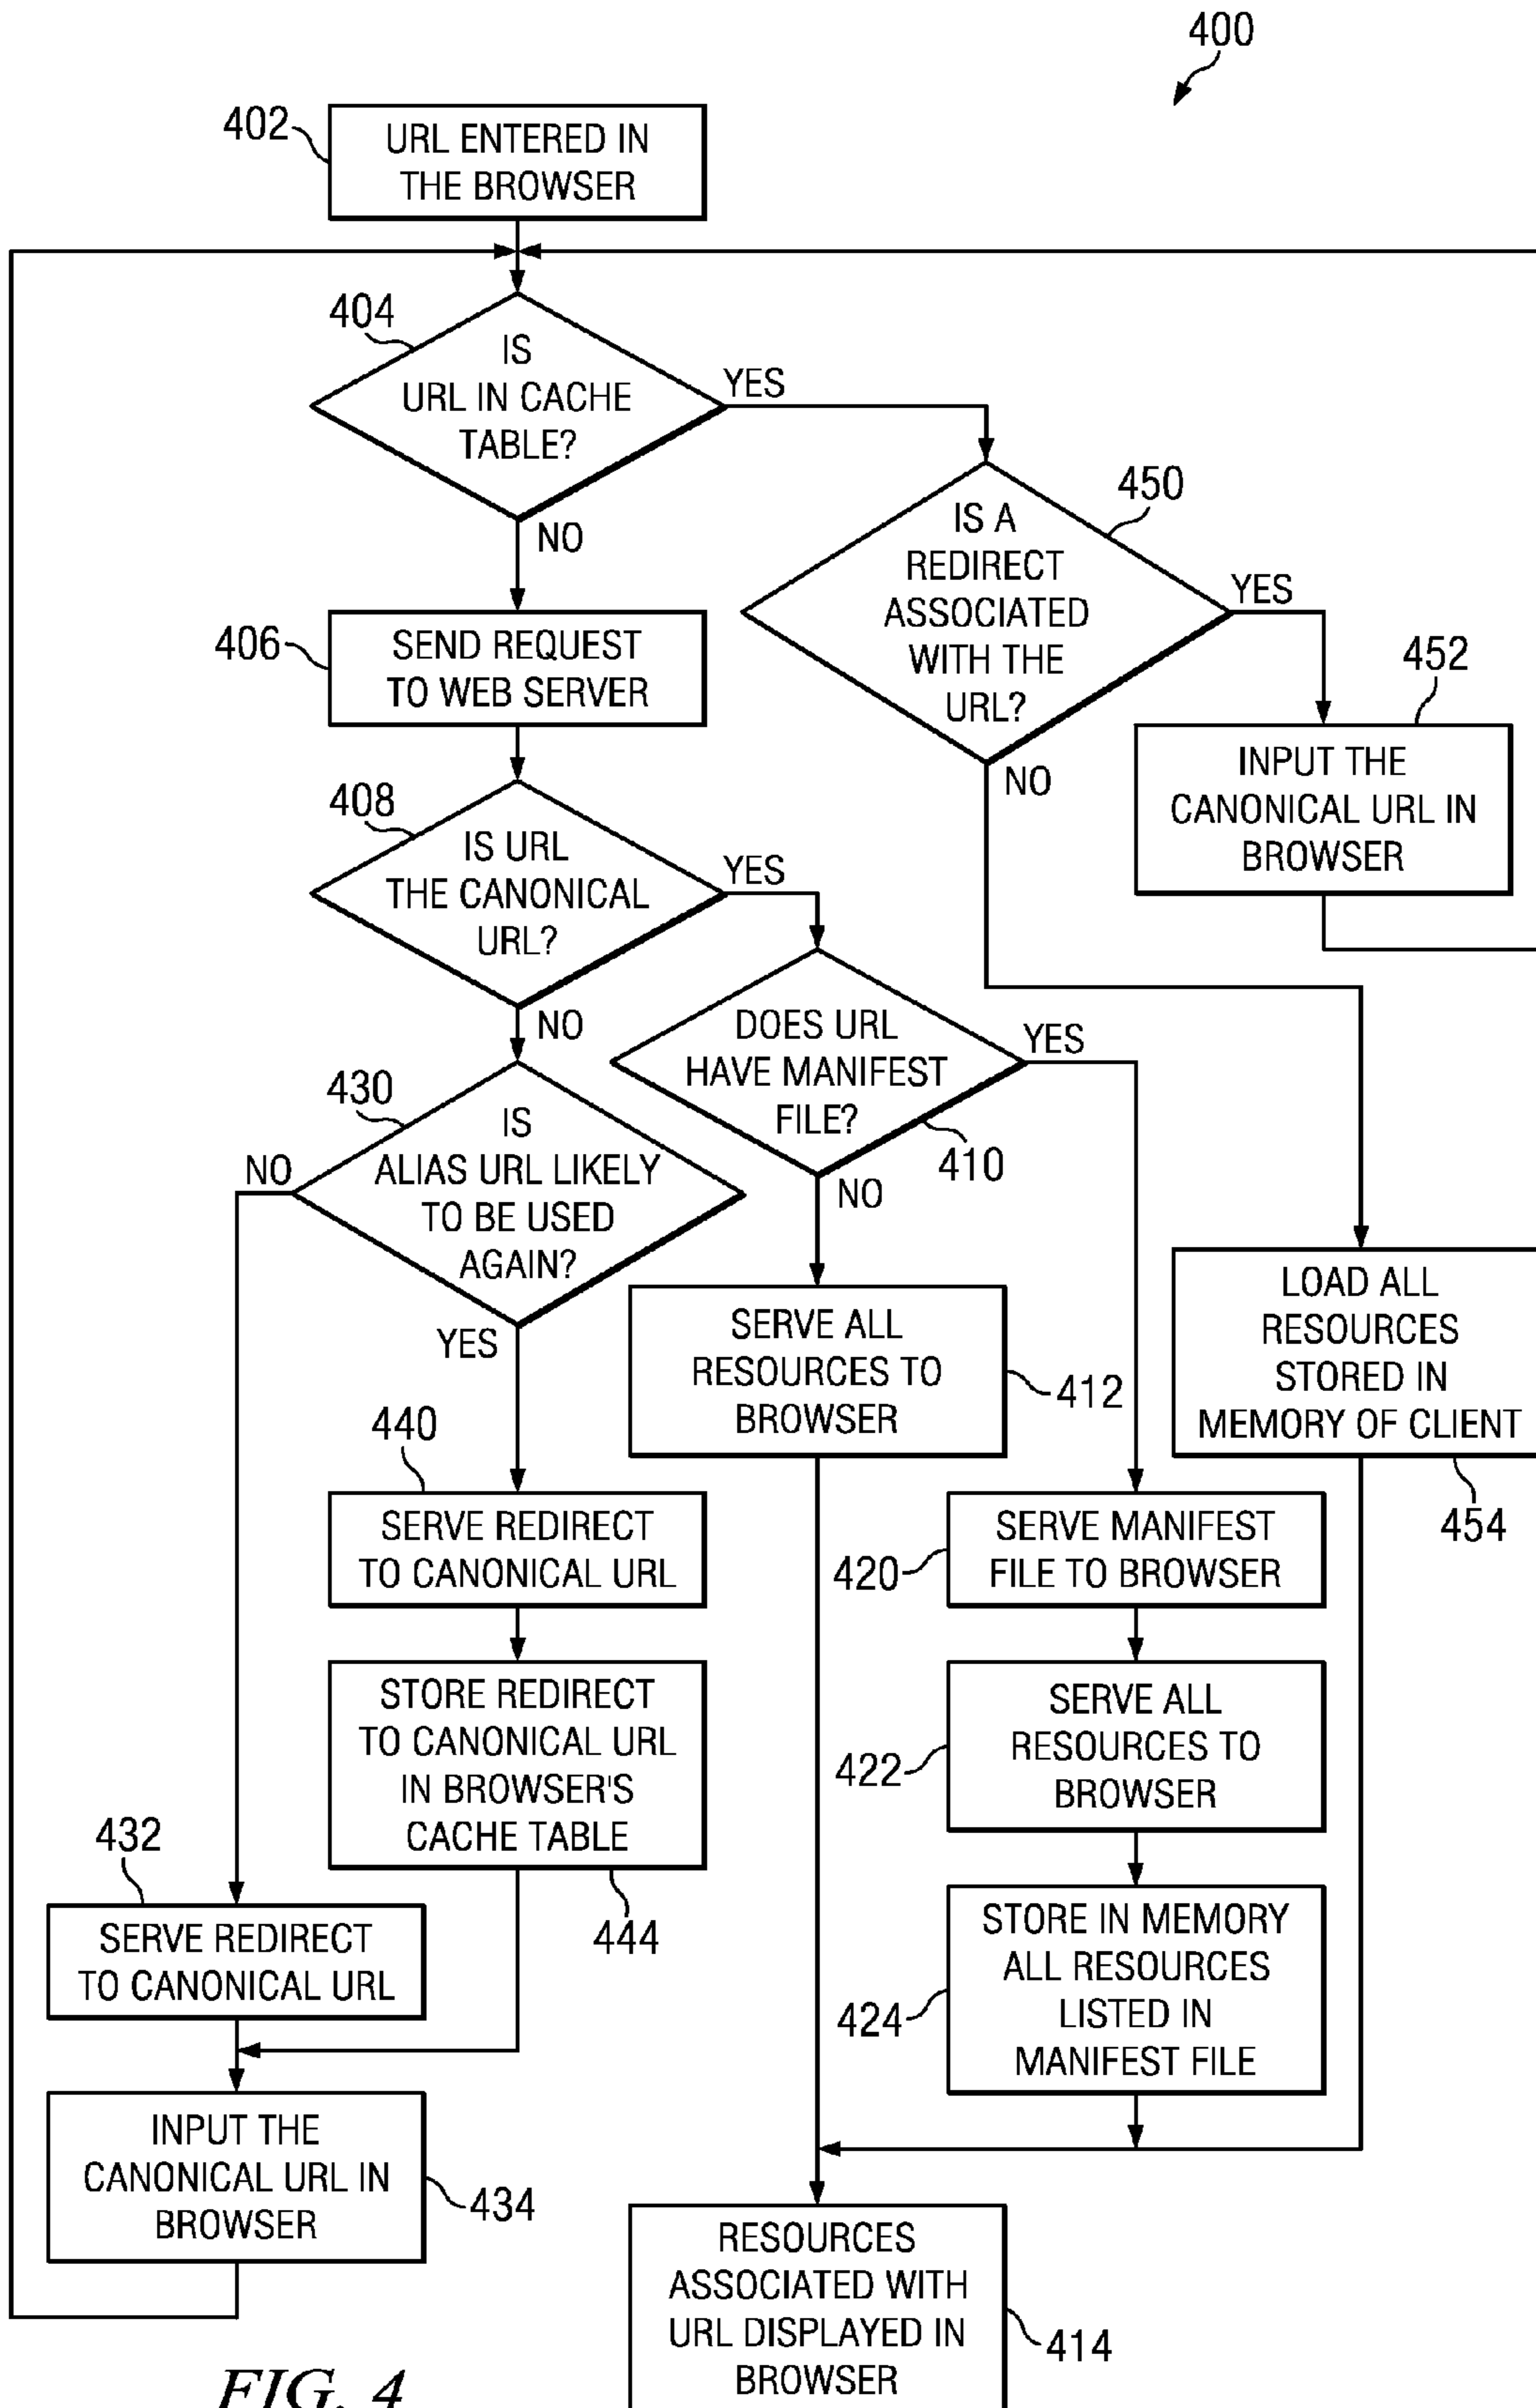 400
402
URL ENTERED IN
THE BROWSER
404
IS
URL IN CACHE
TABLE?
YES
NO
450
IS A
REDIRECT
ASSOCIATED
WITH THE
URL?
YES
NO
406
SEND REQUEST
TO WEB SERVER
452
INPUT THE
CANONICAL URL IN
BROWSER
408
IS URL
THE CANONICAL
URL?
YES
NO
DOES URL
HAVE MANIFEST
FILE?
YES
410
NO
430
IS
ALIAS URL LIKELY
TO BE USED
AGAIN?
NO
YES
SERVE ALL
RESOURCES TO
BROWSER
412
LOAD ALL
RESOURCES
STORED IN
MEMORY OF CLIENT
454
440
SERVE REDIRECT
TO CANONICAL URL
420
SERVE MANIFEST
FILE TO BROWSER
STORE REDIRECT
TO CANONICAL URL
IN BROWSER'S
CACHE TABLE
444
422
SERVE ALL
RESOURCES TO
BROWSER
432
SERVE REDIRECT
TO CANONICAL URL
424
STORE IN MEMORY
ALL RESOURCES
LISTED IN
MANIFEST FILE
INPUT THE
CANONICAL URL IN
BROWSER
434
RESOURCES
ASSOCIATED WITH
URL DISPLAYED IN
BROWSER
414
FIG. 4